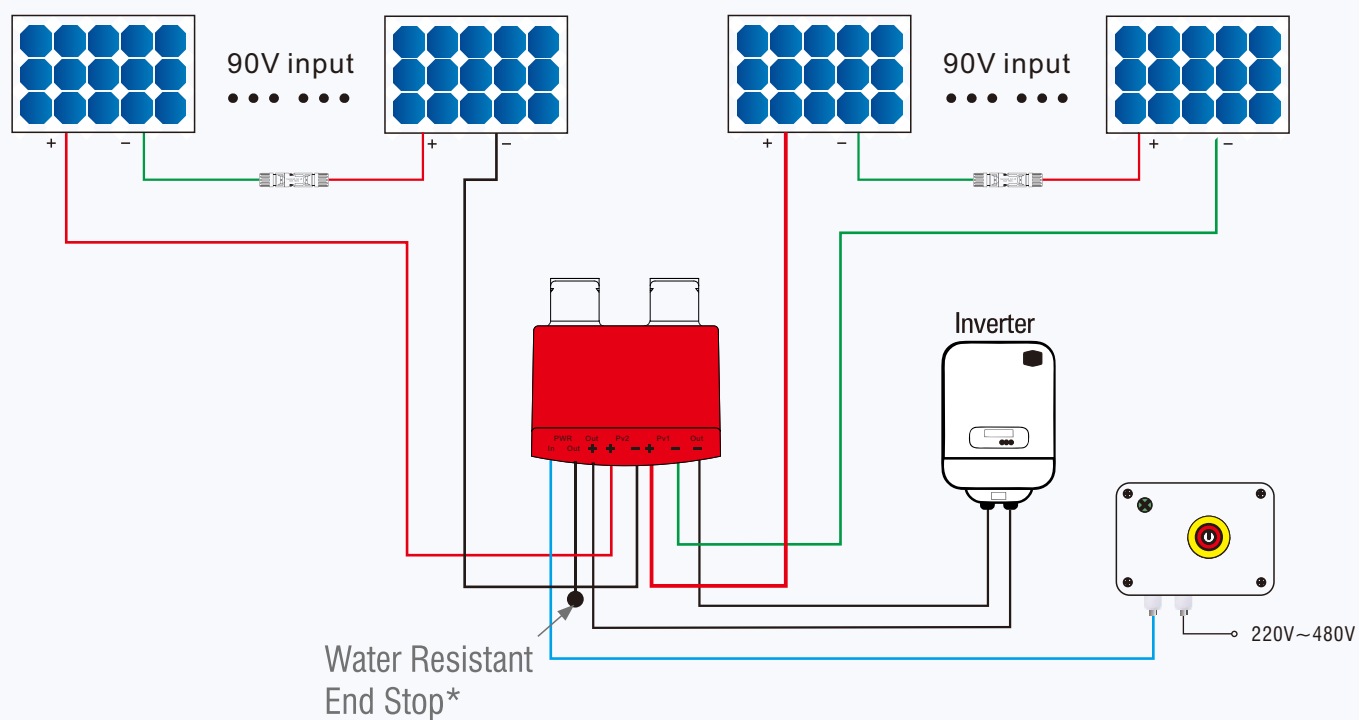 90V input
90V input
+ − + − + − + −
Inverter
PWR Out Pv2 Pv1 Out
In Out + + − + − −
220V~480V
Water Resistant
End Stop*